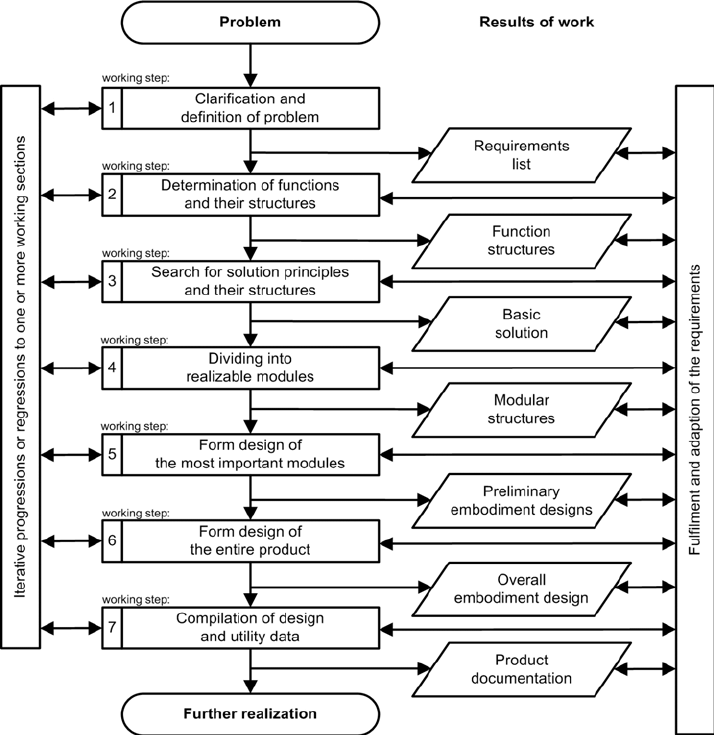 Problem
Results of work
working step:
1
Clarification and
definition of problem
Requirements
list
working step:
2
Determination of functions
and their structures
Function
structures
working step:
3
Search for solution principles
and their structures
Basic
solution
working step:
4
Dividing into
realizable modules
Modular
structures
working step:
5
Form design of
the most important modules
Preliminary
embodiment designs
working step:
6
Form design of
the entire product
Overall
embodiment design
working step:
7
Compilation of design
and utility data
Product
documentation
Further realization
Iterative progressions or regressions to one or more working sections
Fulfilment and adaption of the requirements